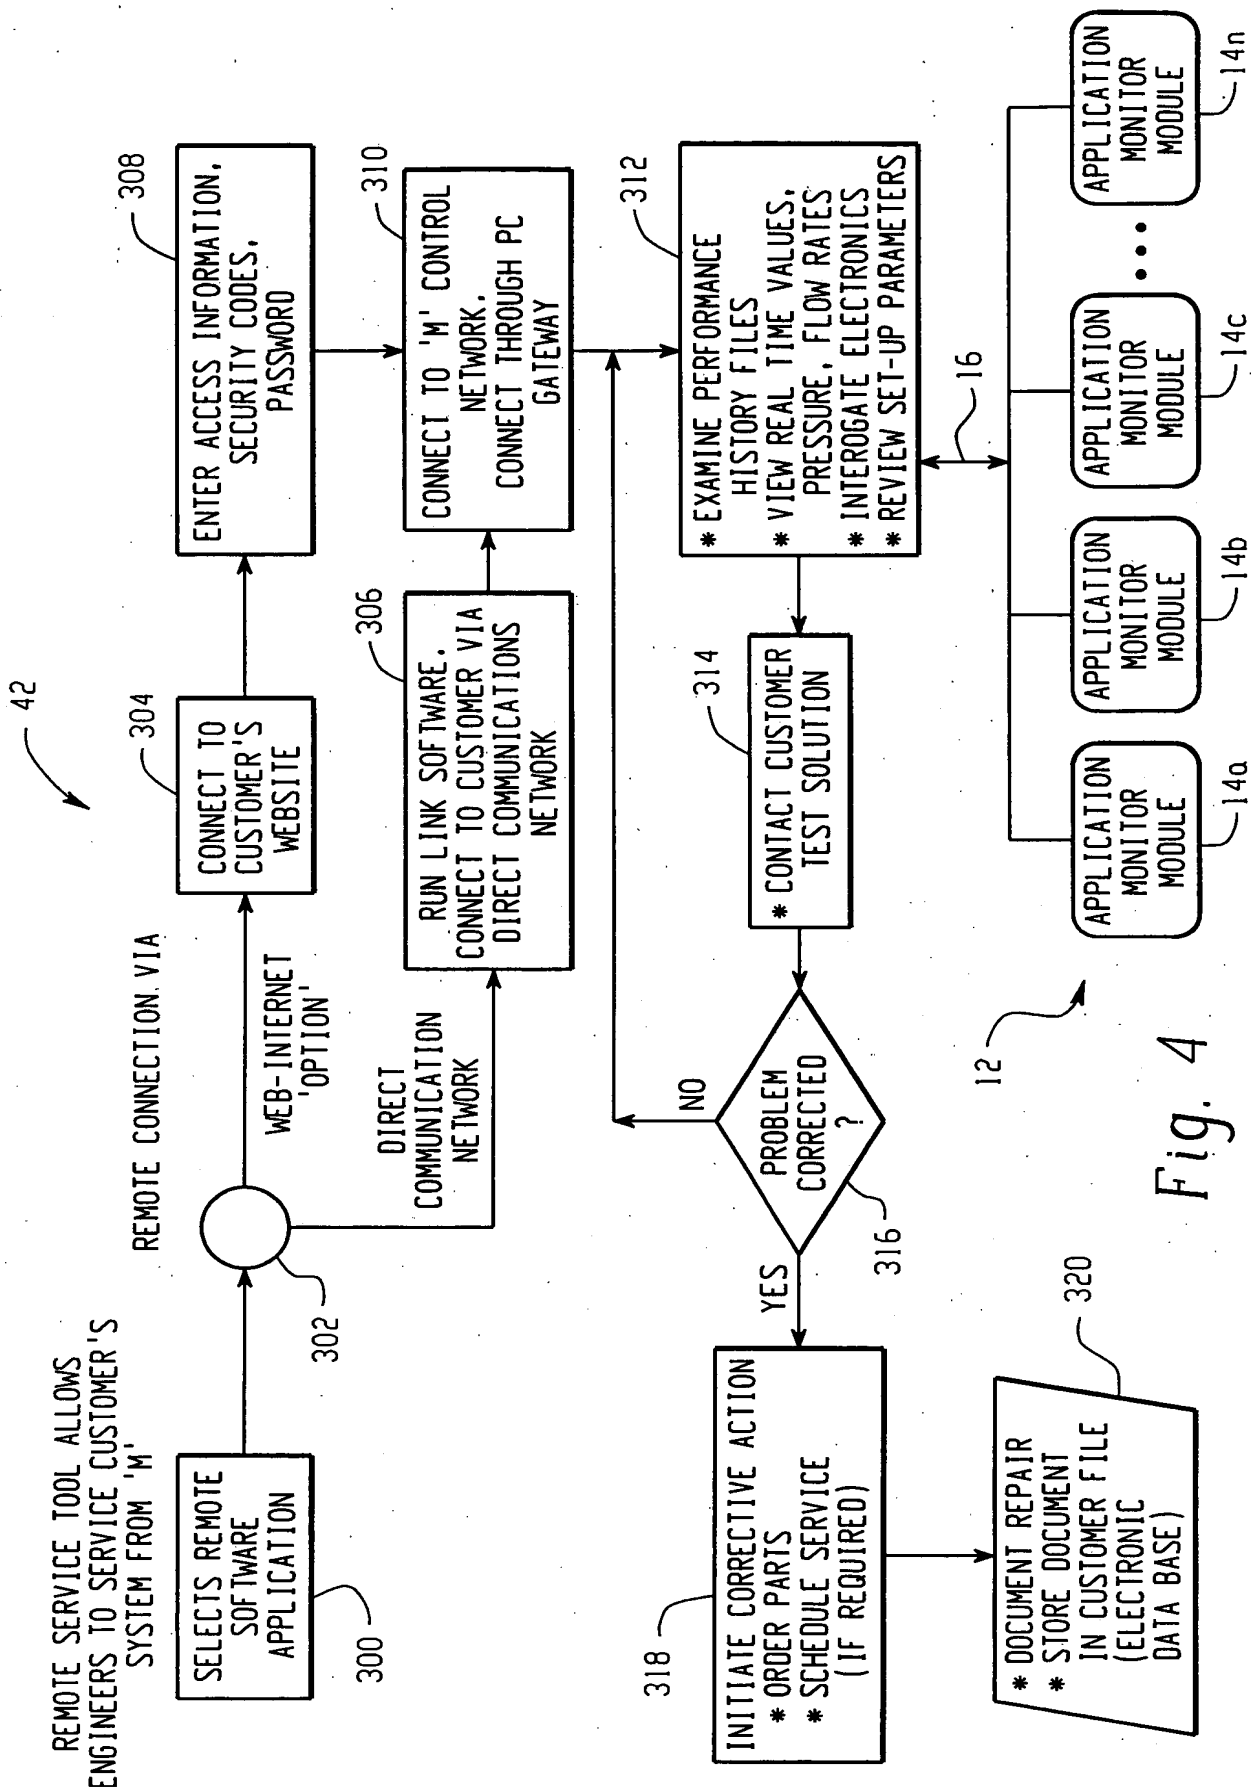 42
REMOTE SERVICE TOOL ALLOWS
ENGINEERS TO SERVICE CUSTOMER'S
SYSTEM FROM 'M'
SELECTS REMOTE
SOFTWARE
APPLICATION
300
302
REMOTE CONNECTION VIA
WEB-INTERNET
'OPTION'
DIRECT
COMMUNICATION
NETWORK
CONNECT TO
CUSTOMER'S
WEBSITE
304
ENTER ACCESS INFORMATION,
SECURITY CODES,
PASSWORD
308
RUN LINK SOFTWARE.
CONNECT TO CUSTOMER VIA
DIRECT COMMUNICATIONS
NETWORK
306
CONNECT TO 'M' CONTROL
NETWORK.
CONNECT THROUGH PC
GATEWAY
310
* EXAMINE PERFORMANCE
HISTORY FILES
* VIEW REAL TIME VALUES,
PRESSURE, FLOW RATES
* INTEROGATE ELECTRONICS
* REVIEW SET-UP PARAMETERS
312
* CONTACT CUSTOMER
TEST SOLUTION
314
PROBLEM
CORRECTED
?
316
NO
YES
INITIATE CORRECTIVE ACTION
* ORDER PARTS
* SCHEDULE SERVICE
(IF REQUIRED)
318
* DOCUMENT REPAIR
* STORE DOCUMENT
IN CUSTOMER FILE
(ELECTRONIC
DATA BASE)
320
16
12
APPLICATION
MONITOR
MODULE
14a
APPLICATION
MONITOR
MODULE
14b
APPLICATION
MONITOR
MODULE
14c
APPLICATION
MONITOR
MODULE
14n
Fig. 4